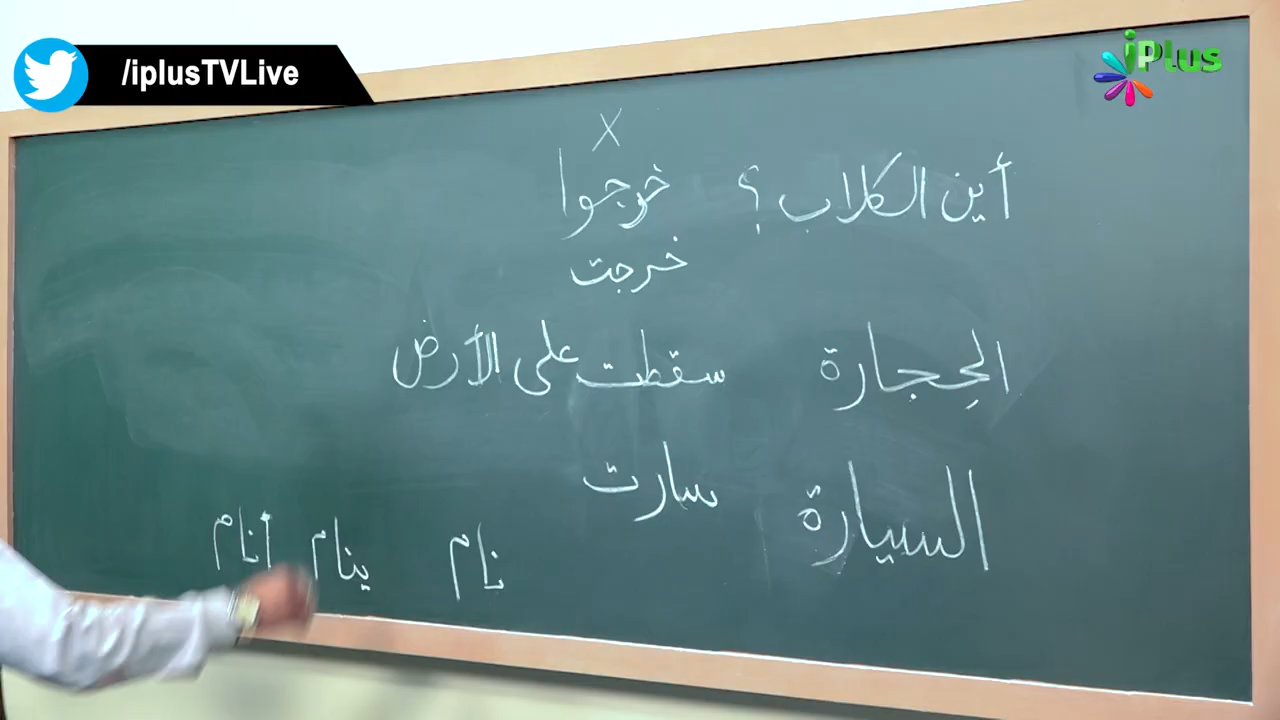 /iplusTVLive
iPlus
X
أين الكلاب ؟ خرجوا
خرجت
الحِجارة سقطت على الأرض
السيارة سارت
نام ينام أنام